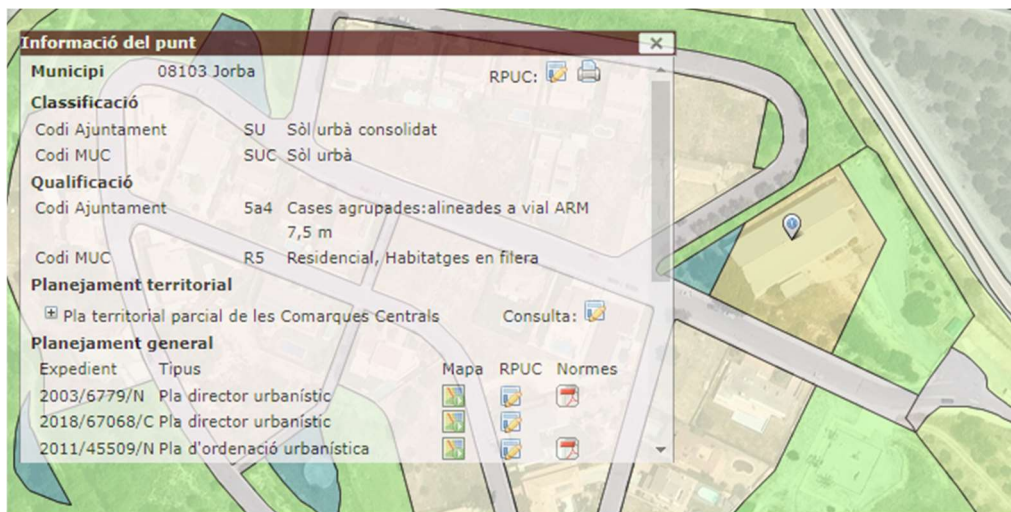 Informació del punt
Municipi 08103 Jorba RPUC:
Classificació
Codi Ajuntament SU Sòl urbà consolidat
Codi MUC SUC Sòl urbà
Qualificació
Codi Ajuntament 5a4 Cases agrupades:alineades a vial ARM
7,5 m
Codi MUC R5 Residencial, Habitatges en filera
Planejament territorial
Pla territorial parcial de les Comarques Centrals Consulta:
Planejament general
Expedient Tipus Mapa RPUC Normes
2003/6779/N Pla director urbanístic
2018/67068/C Pla director urbanístic
2011/45509/N Pla d'ordenació urbanística